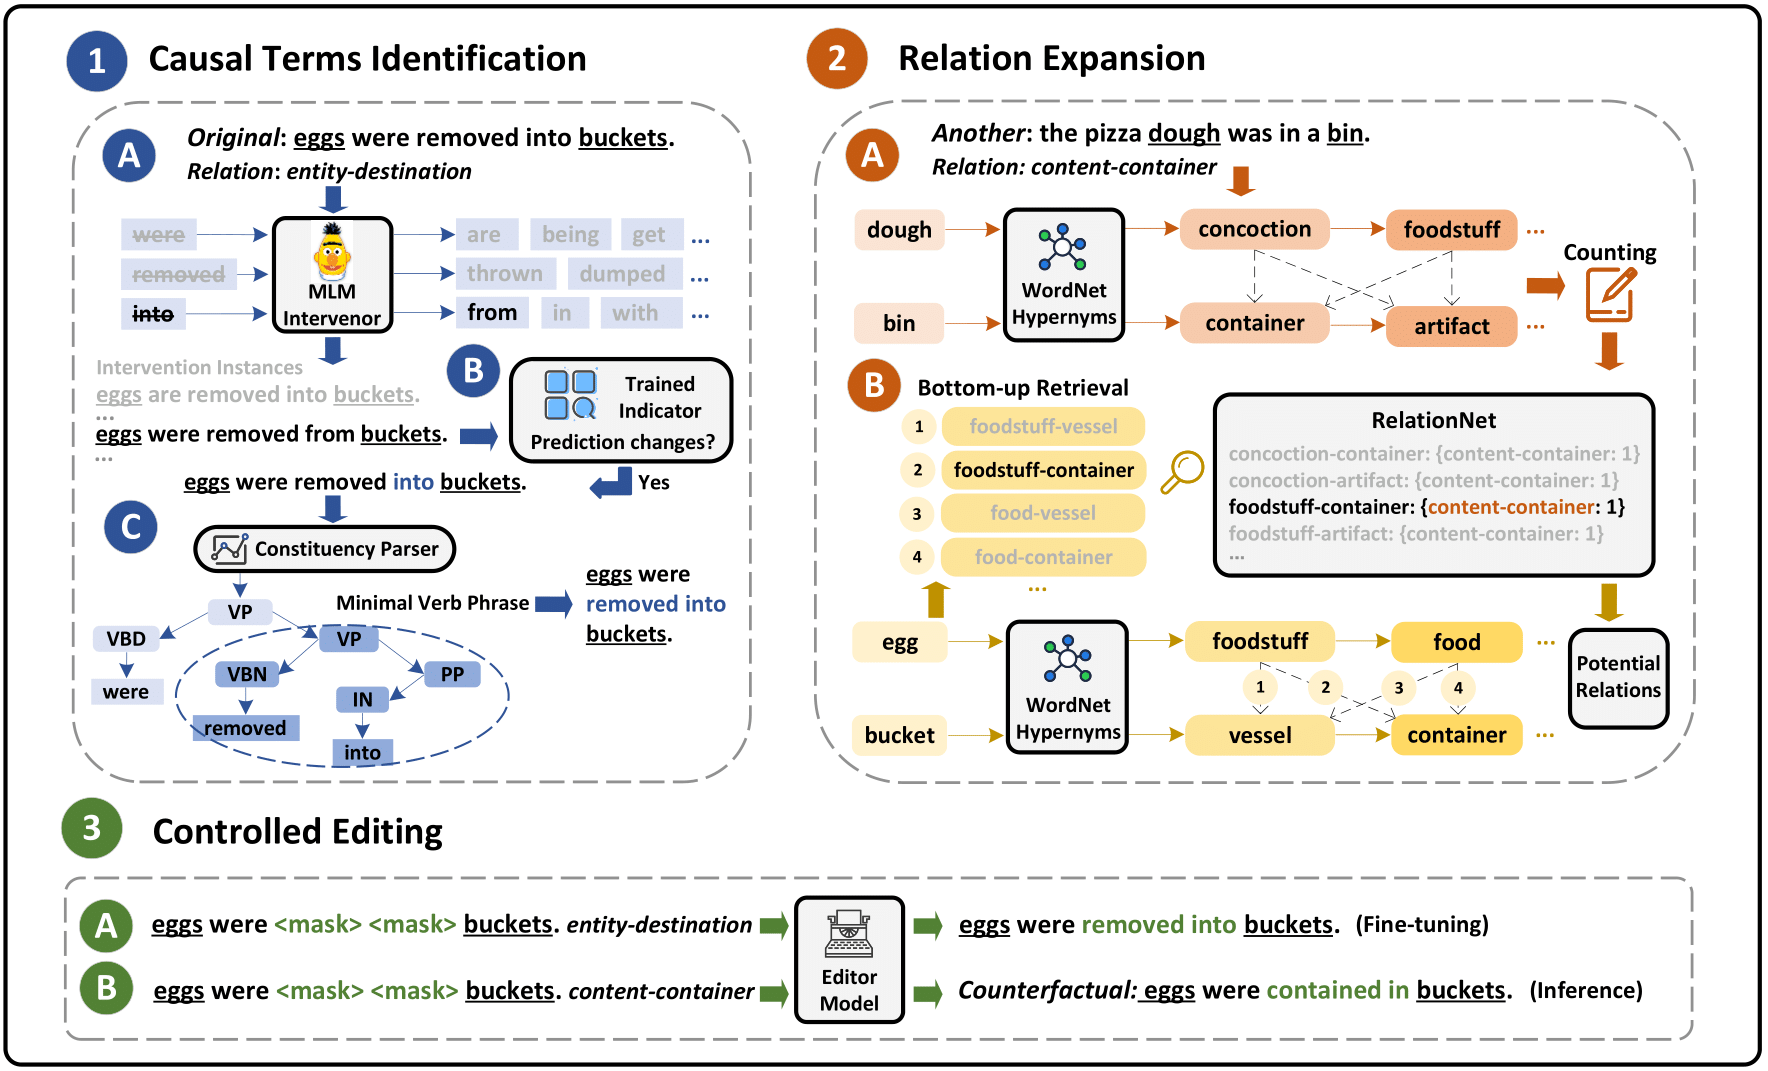 1 Causal Terms Identification
A
Original: eggs were removed into buckets.
Relation: entity-destination
were
removed
into
MLM
Intervenor
are being get ...
thrown dumped ...
from in with ...
Intervention Instances
eggs are removed into buckets.
...
eggs were removed from buckets.
...
B
Trained
Indicator
Prediction changes?
Yes
eggs were removed into buckets.
C
Constituency Parser
VP
VBD
VP
were
VBN
PP
IN
removed
into
Minimal Verb Phrase
eggs were
removed into
buckets.
2 Relation Expansion
A
Another: the pizza dough was in a bin.
Relation: content-container
dough
bin
WordNet
Hypernyms
concoction
foodstuff ...
container
artifact ...
Counting
B
Bottom-up Retrieval
1 foodstuff-vessel
2 foodstuff-container
3 food-vessel
4 food-container
...
RelationNet
concoction-container: {content-container: 1}
concoction-artifact: {content-container: 1}
foodstuff-container: {content-container: 1}
foodstuff-artifact: {content-container: 1}
...
egg
bucket
WordNet
Hypernyms
foodstuff
food ...
1 2 3 4
vessel
container ...
Potential
Relations
3 Controlled Editing
A eggs were <mask> <mask> buckets. entity-destination
B eggs were <mask> <mask> buckets. content-container
Editor
Model
eggs were removed into buckets. (Fine-tuning)
Counterfactual: eggs were contained in buckets. (Inference)